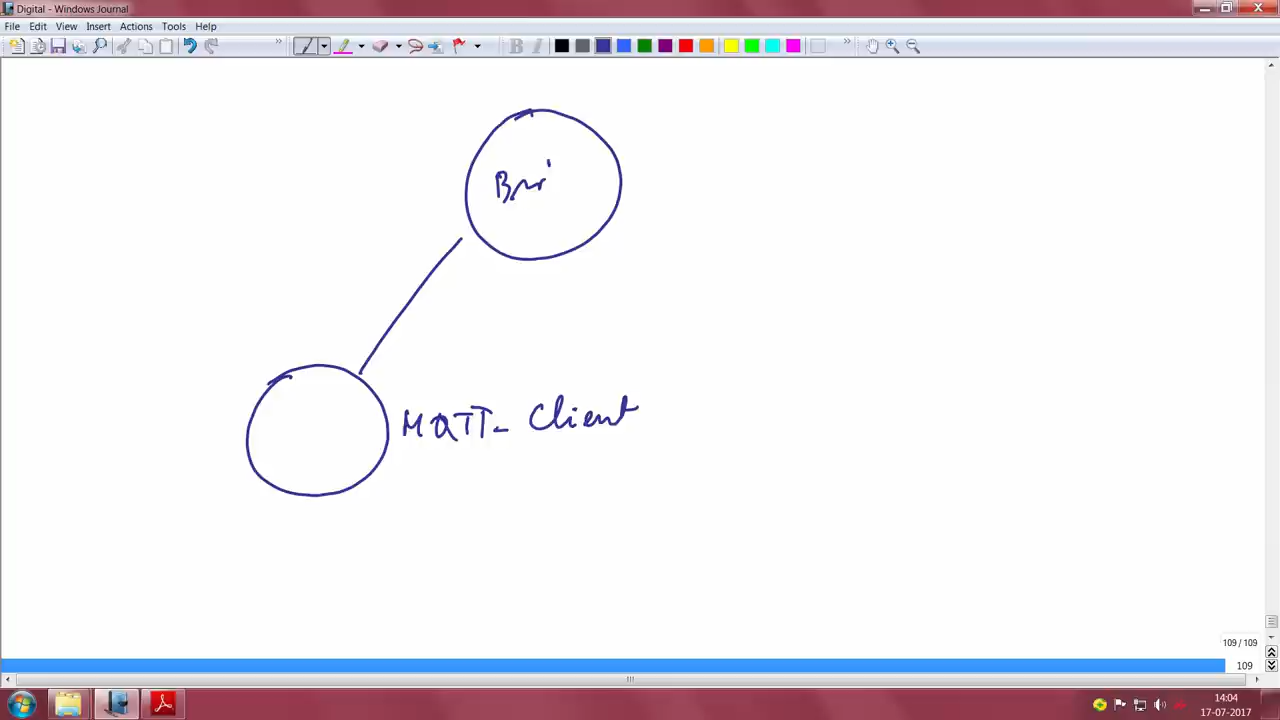 Digital - Windows Journal
File Edit View Insert Actions Tools Help
MQTT- Client
109 / 109
109
14:04
17-07-2017